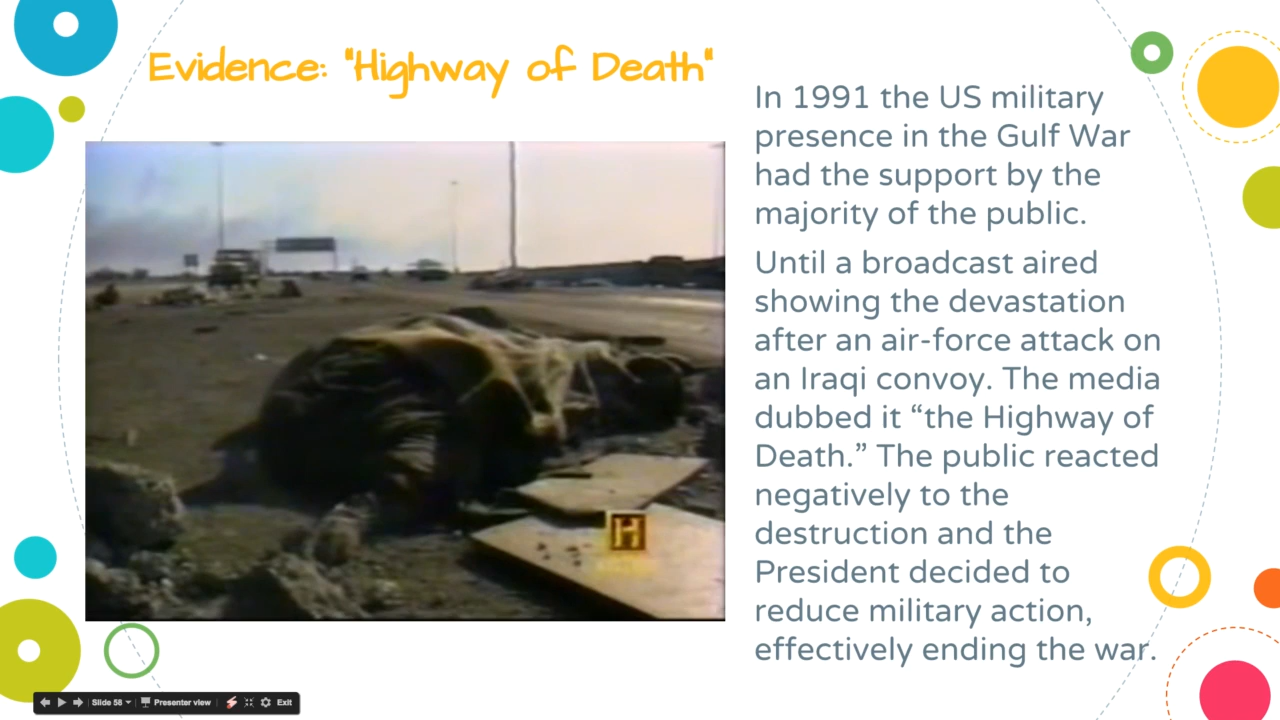 Evidence: "Highway of Death"
In 1991 the US military
presence in the Gulf War
had the support by the
majority of the public.
Until a broadcast aired
showing the devastation
after an air-force attack on
an Iraqi convoy. The media
dubbed it “the Highway of
Death.” The public reacted
negatively to the
destruction and the
President decided to
reduce military action,
effectively ending the war.
H
Slide 58
Presenter view
Exit